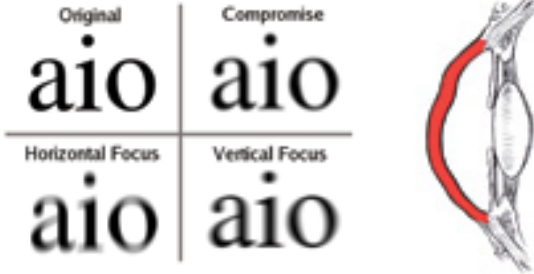 Original
aio
Compromise
aio
Horizontal Focus
aio
Vertical Focus
aio